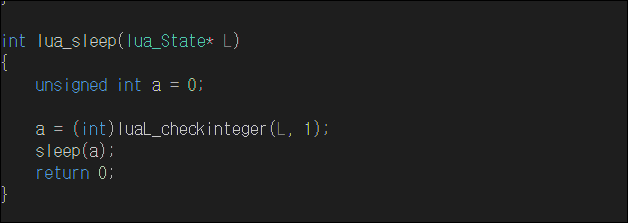 }
int lua_sleep(lua_State* L)
{
    unsigned int a = 0;
    a = (int)luaL_checkinteger(L, 1);
    sleep(a);
    return 0;
}